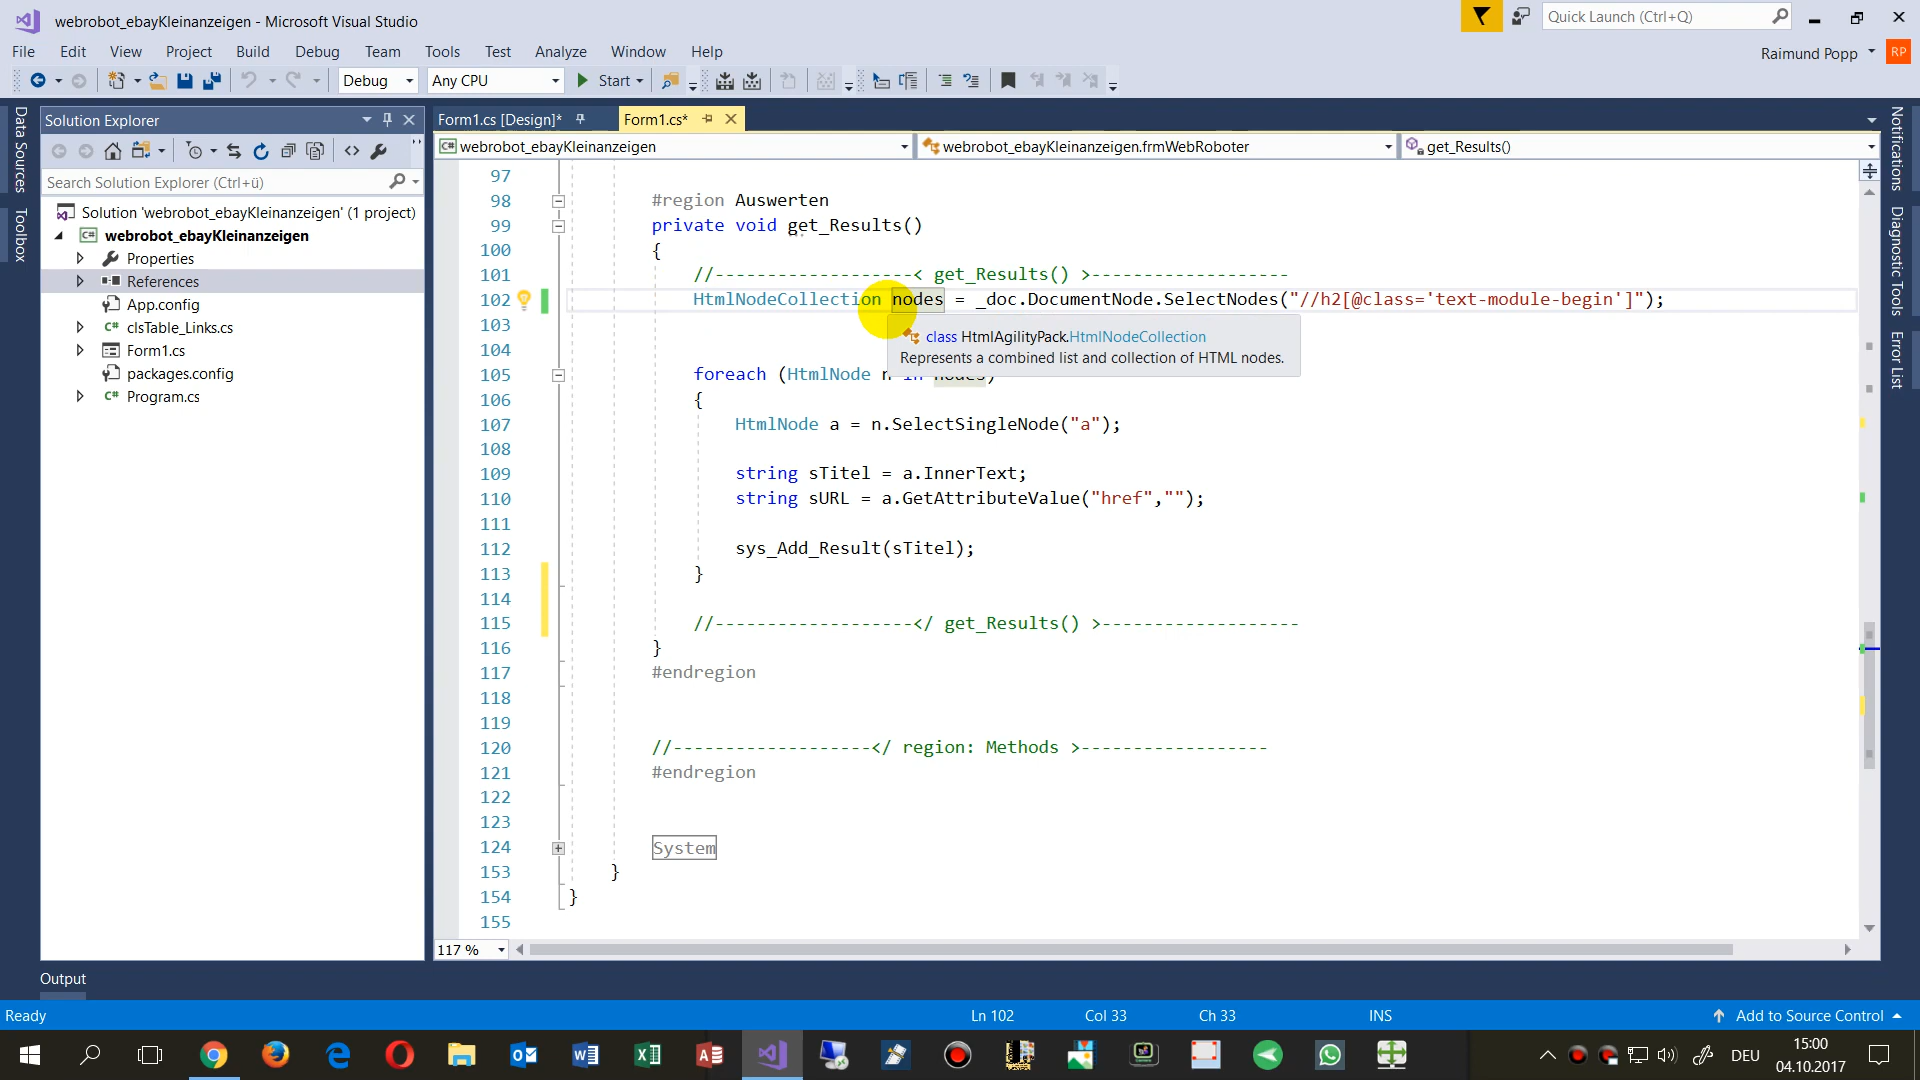 webrobot_ebayKleinanzeigen - Microsoft Visual Studio
Quick Launch (Ctrl+Q)
File Edit View Project Build Debug Team Tools Test Analyze Window Help
Raimund Popp RP
Debug Any CPU Start
Data Sources
Toolbox
Solution Explorer
Search Solution Explorer (Ctrl+ü)
Solution 'webrobot_ebayKleinanzeigen' (1 project)
webrobot_ebayKleinanzeigen
Properties
References
App.config
clsTable_Links.cs
Form1.cs
packages.config
Program.cs
Form1.cs [Design]* Form1.cs*
webrobot_ebayKleinanzeigen webrobot_ebayKleinanzeigen.frmWebRoboter get_Results()
97
98 #region Auswerten
99 private void get_Results()
100 {
101 //-------------------< get_Results() >-------------------
102 HtmlNodeCollection nodes = _doc.DocumentNode.SelectNodes("//h2[@class='text-module-begin']");
103
class HtmlAgilityPack.HtmlNodeCollection
Represents a combined list and collection of HTML nodes.
104
105 foreach (HtmlNode n in nodes)
106 {
107 HtmlNode a = n.SelectSingleNode("a");
108
109 string sTitel = a.InnerText;
110 string sURL = a.GetAttributeValue("href","");
111
112 sys_Add_Result(sTitel);
113 }
114
115 //-------------------</ get_Results() >-------------------
116 }
117 #endregion
118
119
120 //-------------------</ region: Methods >------------------
121 #endregion
122
123
124 System
153 }
154 }
155
117 %
Notifications
Diagnostic Tools
Error List
Output
Ready Ln 102 Col 33 Ch 33 INS Add to Source Control
DEU 15:00
04.10.2017